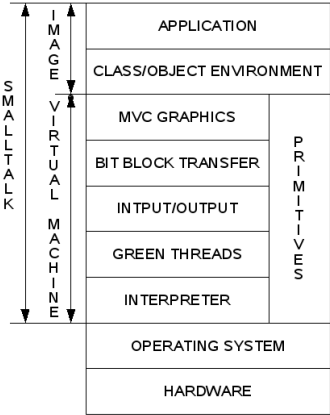 SMALLTALK
IMAGE
VIRTUAL MACHINE
APPLICATION
CLASS/OBJECT ENVIRONMENT
MVC GRAPHICS
BIT BLOCK TRANSFER
INTPUT/OUTPUT
GREEN THREADS
INTERPRETER
PRIMITIVES
OPERATING SYSTEM
HARDWARE